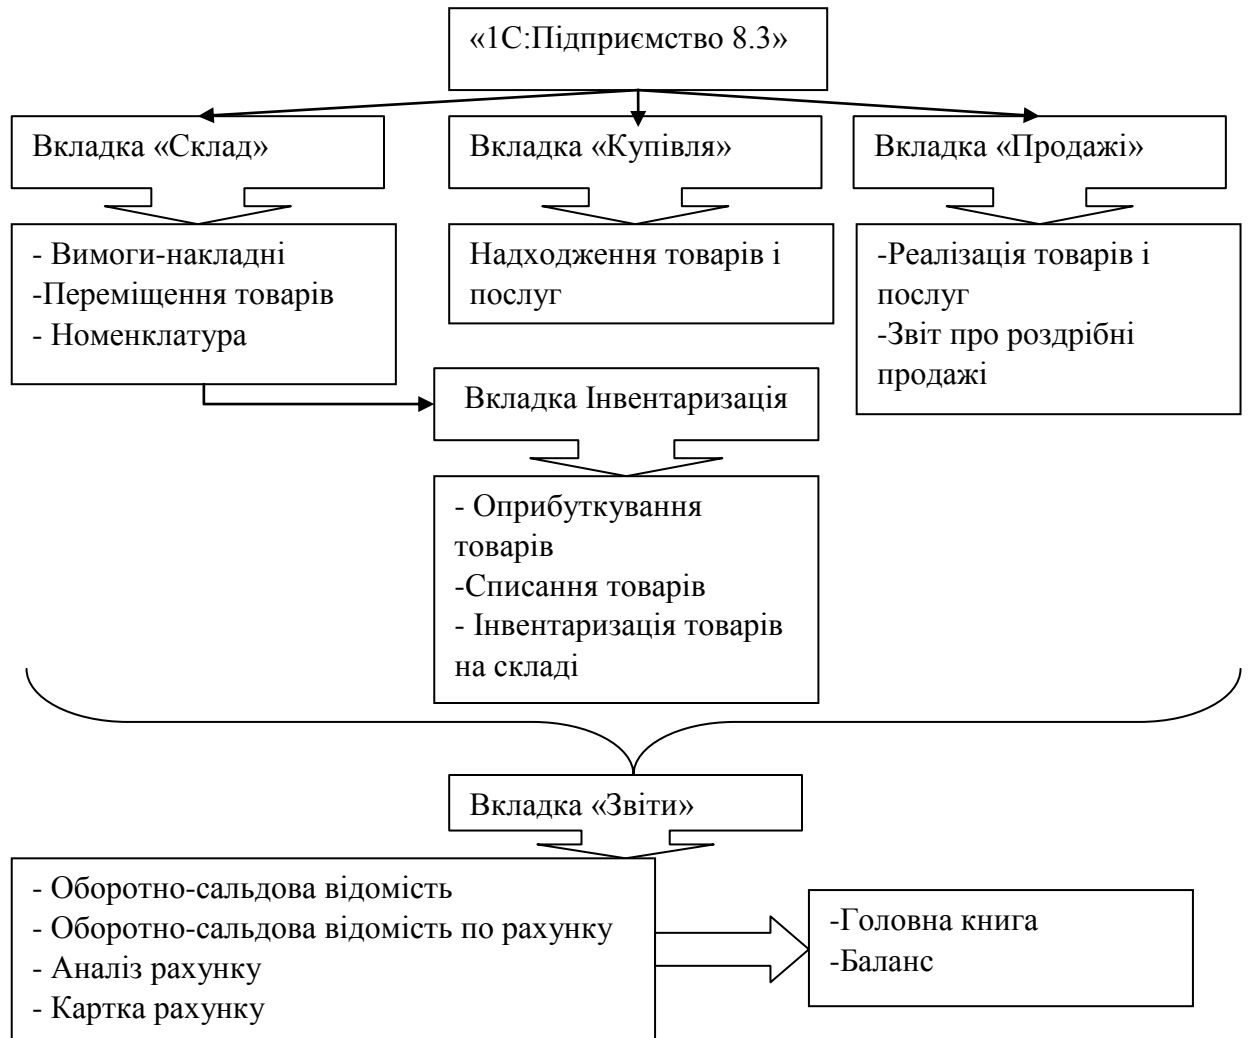 «1С:Підприємство 8.3»
Вкладка «Склад»
Вкладка «Купівля»
Вкладка «Продажі»
- Вимоги-накладні
-Переміщення товарів
- Номенклатура
Надходження товарів і
послуг
-Реалізація товарів і
послуг
-Звіт про роздрібні
продажі
Вкладка Інвентаризація
- Оприбуткування
товарів
-Списання товарів
- Інвентаризація товарів
на складі
Вкладка «Звіти»
- Оборотно-сальдова відомість
- Оборотно-сальдова відомість по рахунку
- Аналіз рахунку
- Картка рахунку
-Головна книга
-Баланс